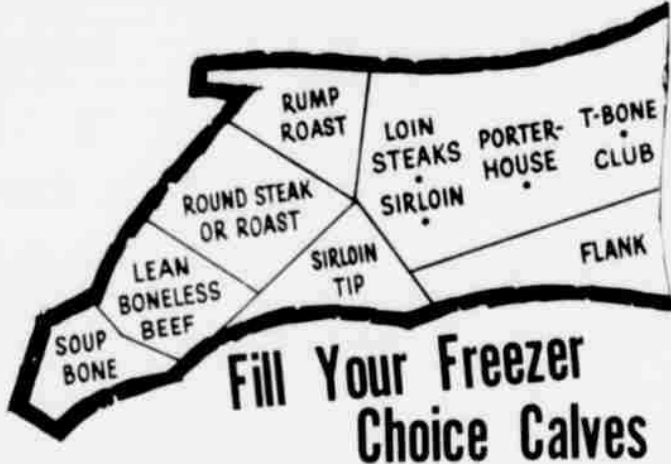 RUMP
ROAST
LOIN
STEAKS
•
SIRLOIN
•
PORTER-
HOUSE
•
T-BONE
•
CLUB
ROUND STEAK
OR ROAST
SIRLOIN
TIP
FLANK
LEAN
BONELESS
BEEF
SOUP
BONE
Fill Your Freezer
Choice Calves